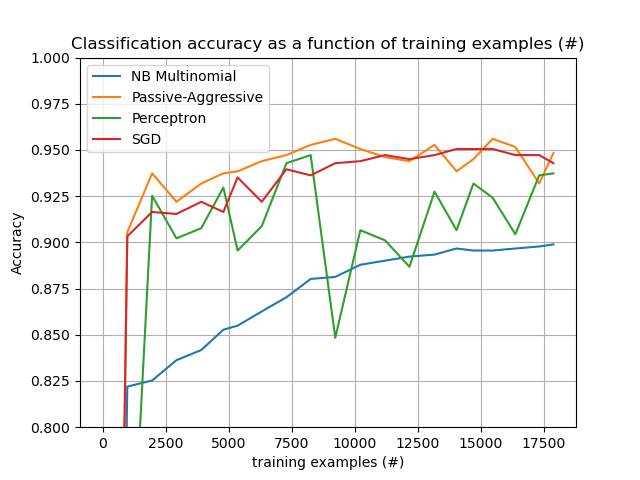 Classification accuracy as a function of training examples (#)
NB Multinomial
Passive-Aggressive
Perceptron
SGD
Accuracy
1.000
0.975
0.950
0.925
0.900
0.875
0.850
0.825
0.800
0
2500
5000
7500
10000
12500
15000
17500
training examples (#)